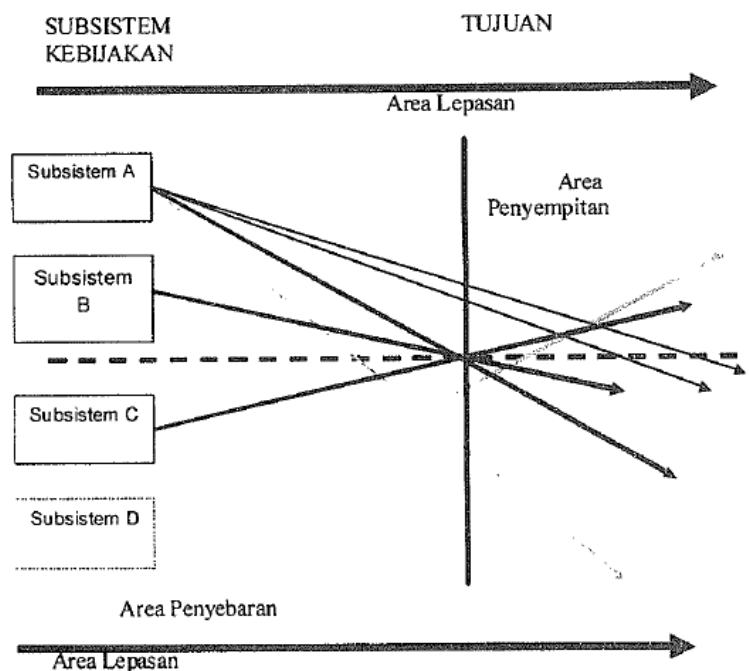 SUBSISTEM
KEBIJAKAN
TUJUAN
Area Lepasan
Subsistem A
Area
Penyempitan
Subsistem
B
Subsistem C
Subsistem D
Area Penyebaran
Area Lepasan